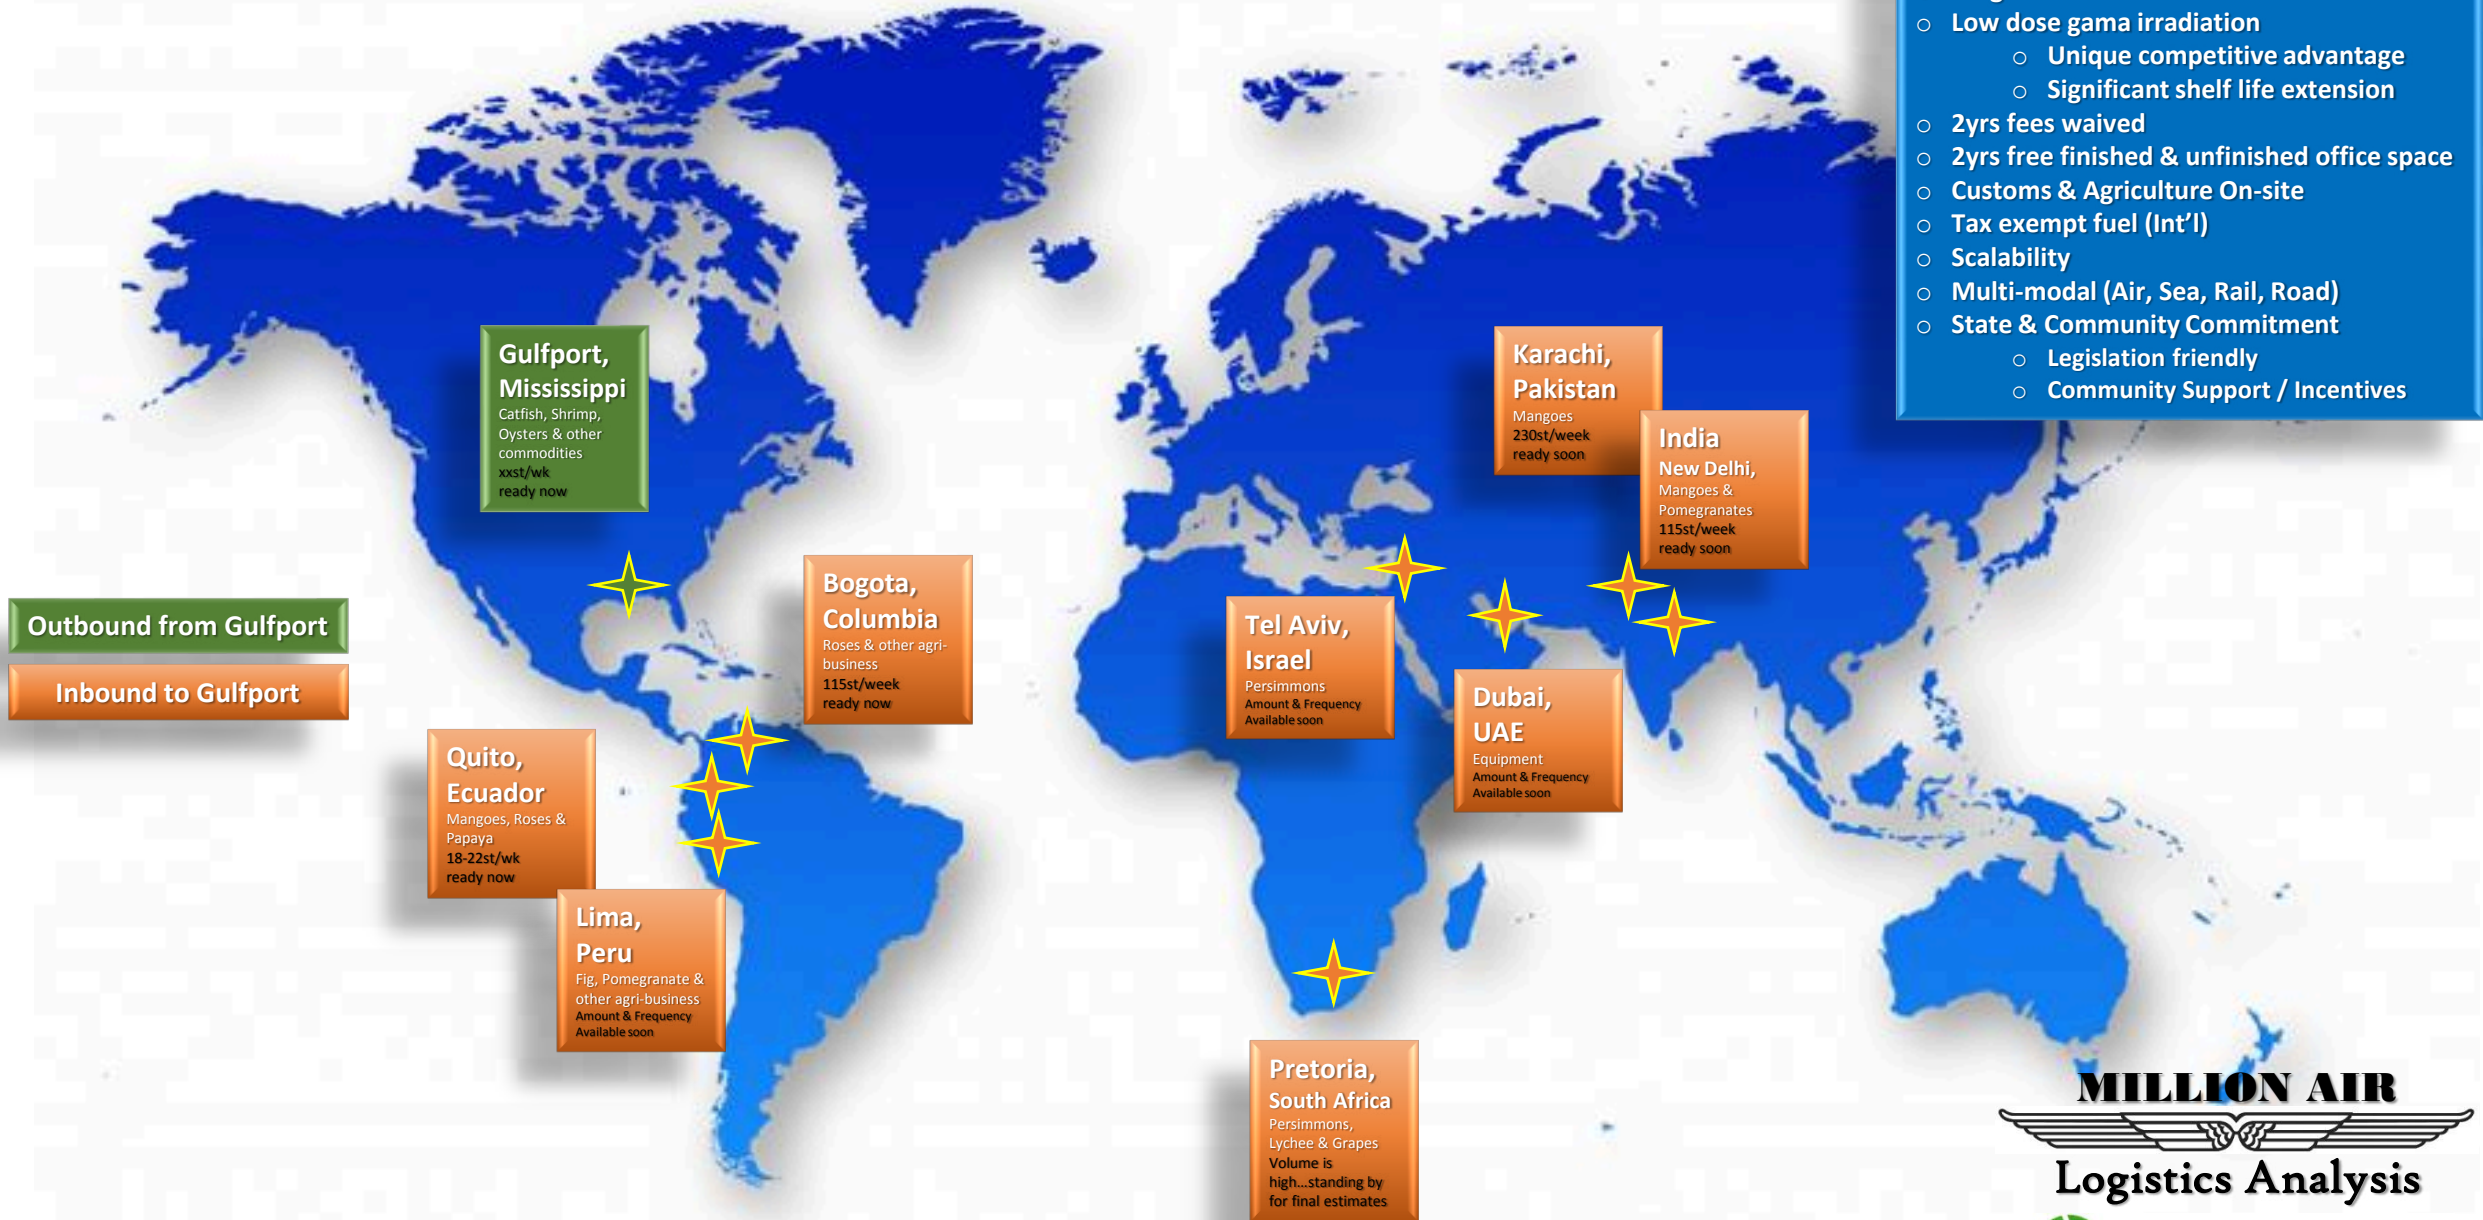 Low dose gama irradiation
Unique competitive advantage
Significant shelf life extension
2yrs fees waived
2yrs free finished & unfinished office space
Customs & Agriculture On-site
Tax exempt fuel (Int'l)
Scalability
Multi-modal (Air, Sea, Rail, Road)
State & Community Commitment
Legislation friendly
Community Support / Incentives
Gulfport,
Mississippi
Catfish, Shrimp,
Oysters & other
commodities
xxst/wk
ready now
Karachi,
Pakistan
Mangoes
230st/week
ready soon
India
New Delhi,
Mangoes &
Pomegranates
115st/week
ready soon
Bogota,
Columbia
Roses & other agri-
business
115st/week
ready now
Outbound from Gulfport
Inbound to Gulfport
Tel Aviv,
Israel
Persimmons
Amount & Frequency
Available soon
Dubai,
UAE
Equipment
Amount & Frequency
Available soon
Quito,
Ecuador
Mangoes, Roses &
Papaya
18-22st/wk
ready now
Lima,
Peru
Fig, Pomegranate &
other agri-business
Amount & Frequency
Available soon
Pretoria,
South Africa
Persimmons,
Lychee & Grapes
Volume is
high...standing by
for final estimates
MILLION AIR
Logistics Analysis